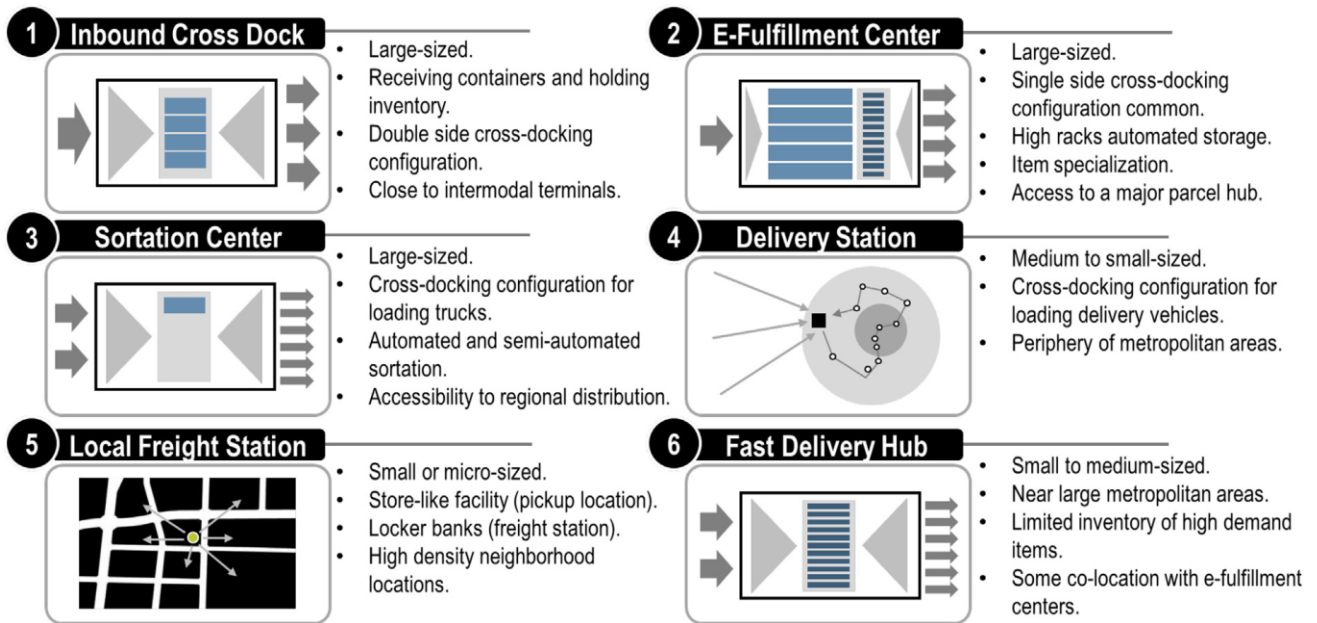 1 Inbound Cross Dock
• Large-sized.
• Receiving containers and holding
inventory.
• Double side cross-docking
configuration.
• Close to intermodal terminals.
2 E-Fulfillment Center
• Large-sized.
• Single side cross-docking
configuration common.
• High racks automated storage.
• Item specialization.
• Access to a major parcel hub.
3 Sortation Center
• Large-sized.
• Cross-docking configuration for
loading trucks.
• Automated and semi-automated
sortation.
• Accessibility to regional distribution.
4 Delivery Station
• Medium to small-sized.
• Cross-docking configuration for
loading delivery vehicles.
• Periphery of metropolitan areas.
5 Local Freight Station
• Small or micro-sized.
• Store-like facility (pickup location).
• Locker banks (freight station).
• High density neighborhood
locations.
6 Fast Delivery Hub
• Small to medium-sized.
• Near large metropolitan areas.
• Limited inventory of high demand
items.
• Some co-location with e-fulfillment
centers.